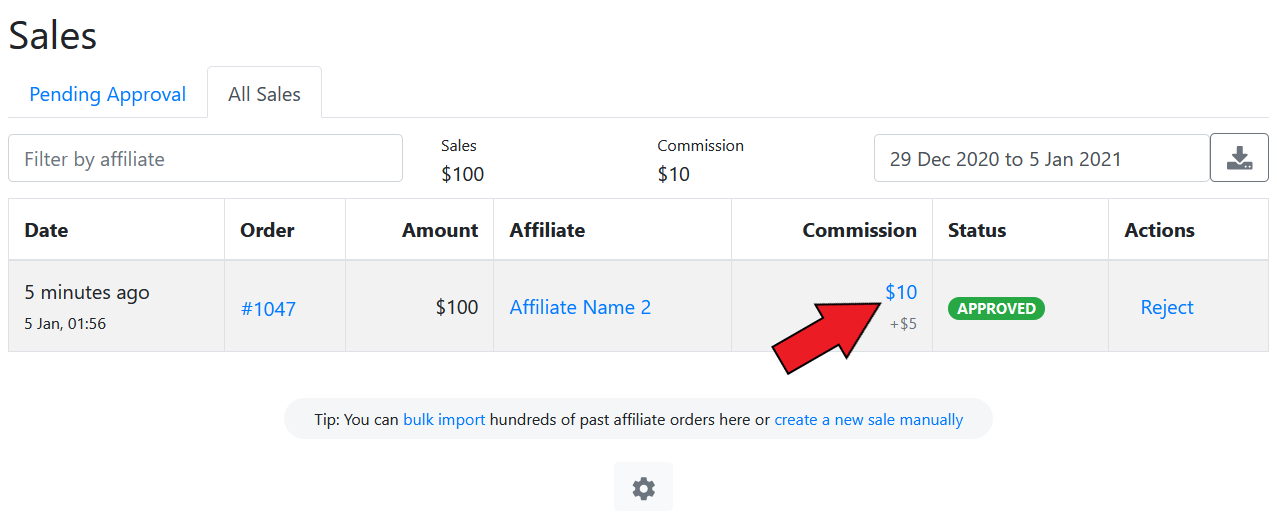 Sales
Pending Approval
All Sales
Filter by affiliate
Sales
$100
Commission
$10
29 Dec 2020 to 5 Jan 2021
Date
Order
Amount
Affiliate
Commission
Status
Actions
5 minutes ago
5 Jan, 01:56
#1047
$100
Affiliate Name 2
$10
+$5
APPROVED
Reject
Tip: You can bulk import hundreds of past affiliate orders here or create a new sale manually